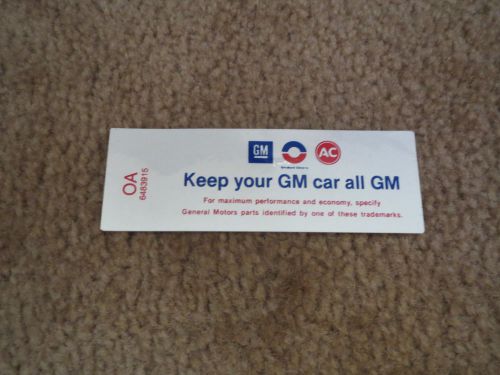 OA
6483915
GM
AC
Keep your GM car all GM
For maximum performance and economy, specify
General Motors parts identified by one of these trademarks.